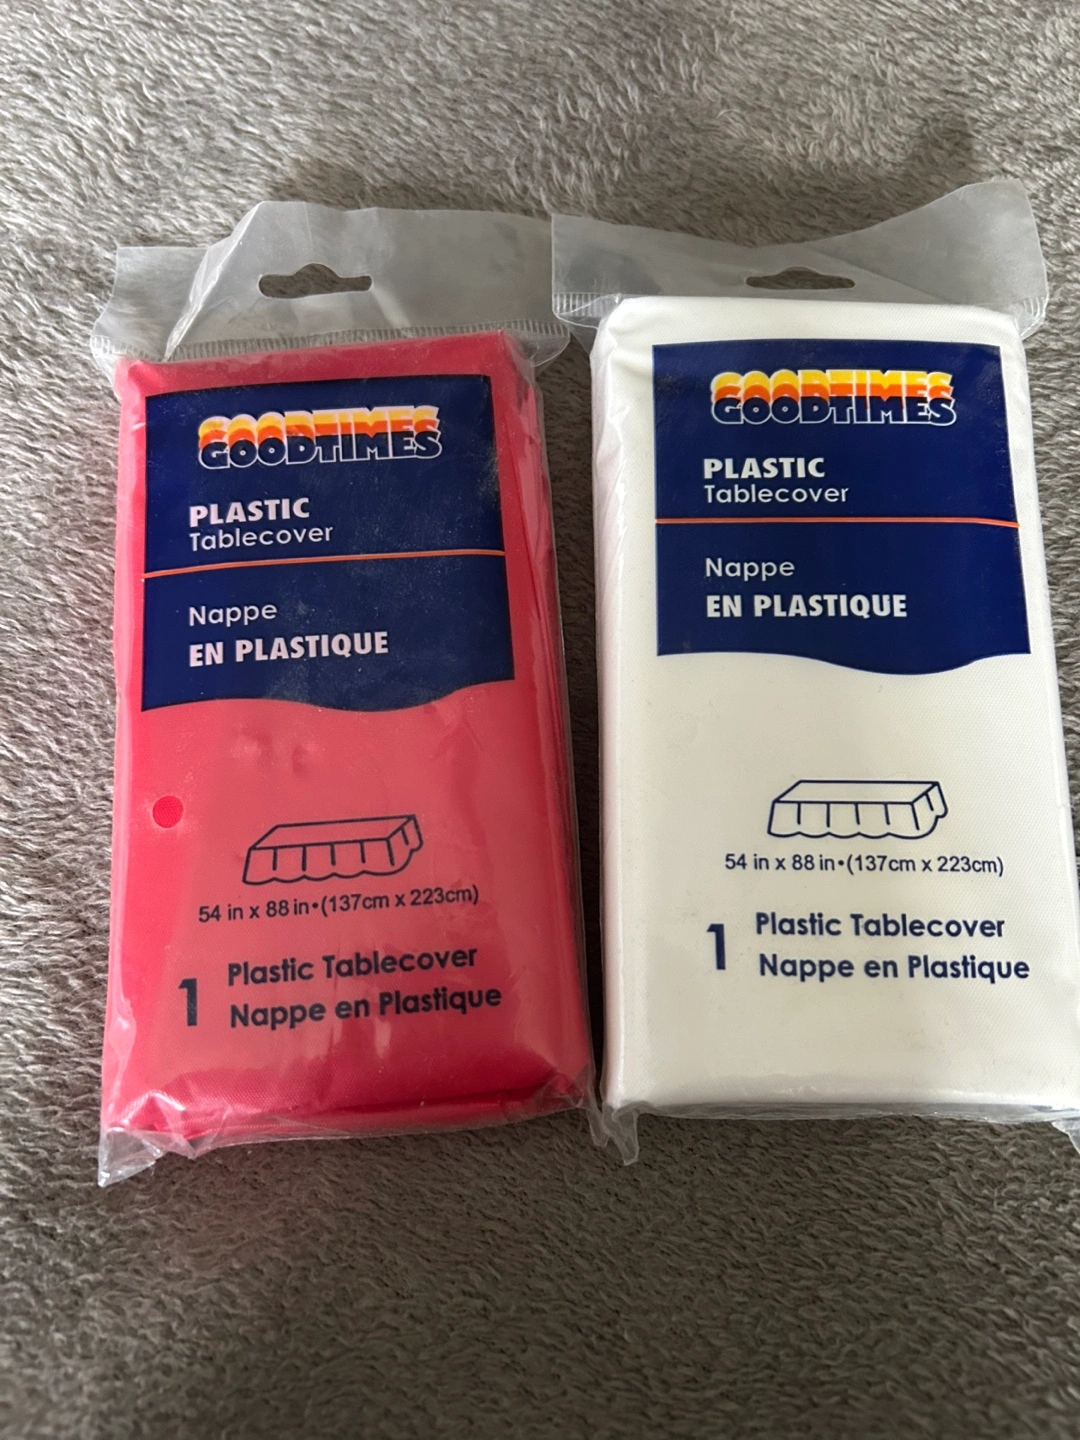 GOODTIMES
PLASTIC
Tablecover
Nappe
EN PLASTIQUE
54 in x 88 in•(137cm x 223cm)
1 Plastic Tablecover
Nappe en Plastique
GOODTIMES
PLASTIC
Tablecover
Nappe
EN PLASTIQUE
54 in x 88 in•(137cm x 223cm)
1 Plastic Tablecover
Nappe en Plastique